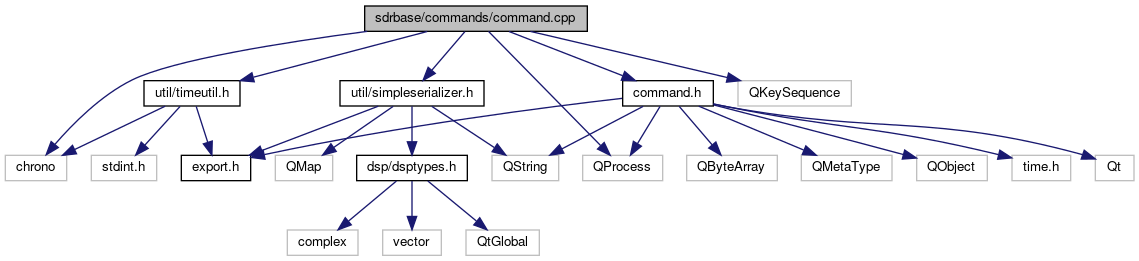 sdrbase/commands/command.cpp
util/timeutil.h
util/simpleserializer.h
command.h
QKeySequence
chrono
stdint.h
export.h
QMap
dsp/dsptypes.h
QString
QProcess
QByteArray
QMetaType
QObject
time.h
Qt
complex
vector
QtGlobal